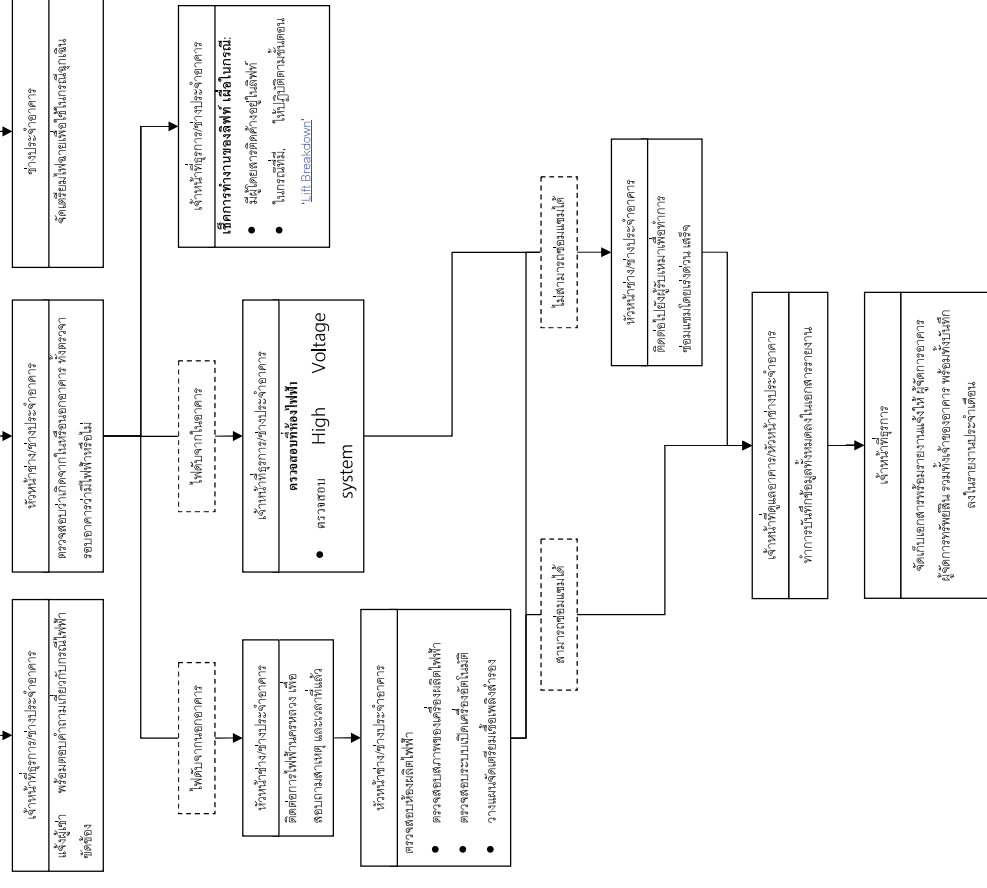 เจ้าหน้าที่ธุรการ/ช่างประจำอาคาร
แจ้งผู้เช่า พร้อมตอบคำถามเกี่ยวกับกรณีไฟฟ้า
ขัดข้อง
หัวหน้าช่าง/ช่างประจำอาคาร
ตรวจสอบว่าเกิดจากในหรือนอกอาคาร ทั้งตรวจว่า
รอบอาคารว่ามีไฟฟ้าหรือไม่
ช่างประจำอาคาร
จัดเตรียมไฟฉายเพื่อใช้ในกรณีฉุกเฉิน
ไฟดับจากนอกอาคาร
ไฟดับจากในอาคาร
เจ้าหน้าที่ธุรการ/ช่างประจำอาคาร
เช็คการทำงานของลิฟท์ เผื่อในกรณี:
● มีผู้โดยสารติดค้างอยู่ในลิฟท์
● ในกรณีที่มี, ให้ปฏิบัติตามขั้นตอน
'Lift Breakdown'
หัวหน้าช่าง/ช่างประจำอาคาร
ติดต่อการไฟฟ้านครหลวง เพื่อ
สอบถามสาเหตุ และเวลาที่แล้ว
เจ้าหน้าที่ธุรการ/ช่างประจำอาคาร
ตรวจสอบที่ห้องไฟฟ้า
● ตรวจสอบ High Voltage
system
หัวหน้าช่าง/ช่างประจำอาคาร
ตรวจสอบห้องผลิตไฟฟ้า
● ตรวจสอบสภาพของเครื่องผลิตไฟฟ้า
● ตรวจสอบระบบเปิดเครื่องอัตโนมัติ
● วางแผนจัดเตรียมเชื้อเพลิงสำรอง
สามารถซ่อมแซมได้
ไม่สามารถซ่อมแซมได้
หัวหน้าช่าง/ช่างประจำอาคาร
ติดต่อไปยังผู้รับเหมาเพื่อทำการ
ซ่อมแซมโดยเร่งด่วน เสร็จ
เจ้าหน้าที่ดูแลอาคาร/หัวหน้าช่างประจำอาคาร
ทำการบันทึกข้อมูลทั้งหมดลงในเอกสารรายงาน
เจ้าหน้าที่ธุรการ
จัดเก็บเอกสารพร้อมรายงานแจ้งให้ ผู้จัดการอาคาร
ผู้จัดการทรัพย์สิน รวมทั้งเจ้าของอาคาร พร้อมทั้งบันทึก
ลงในรายงานประจำเดือน